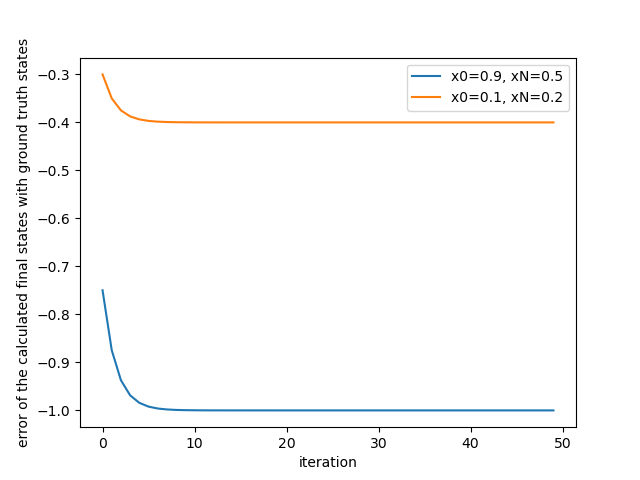 x0=0.9, xN=0.5
x0=0.1, xN=0.2
error of the calculated final states with ground truth states
−0.3
−0.4
−0.5
−0.6
−0.7
−0.8
−0.9
−1.0
0 10 20 30 40 50
iteration